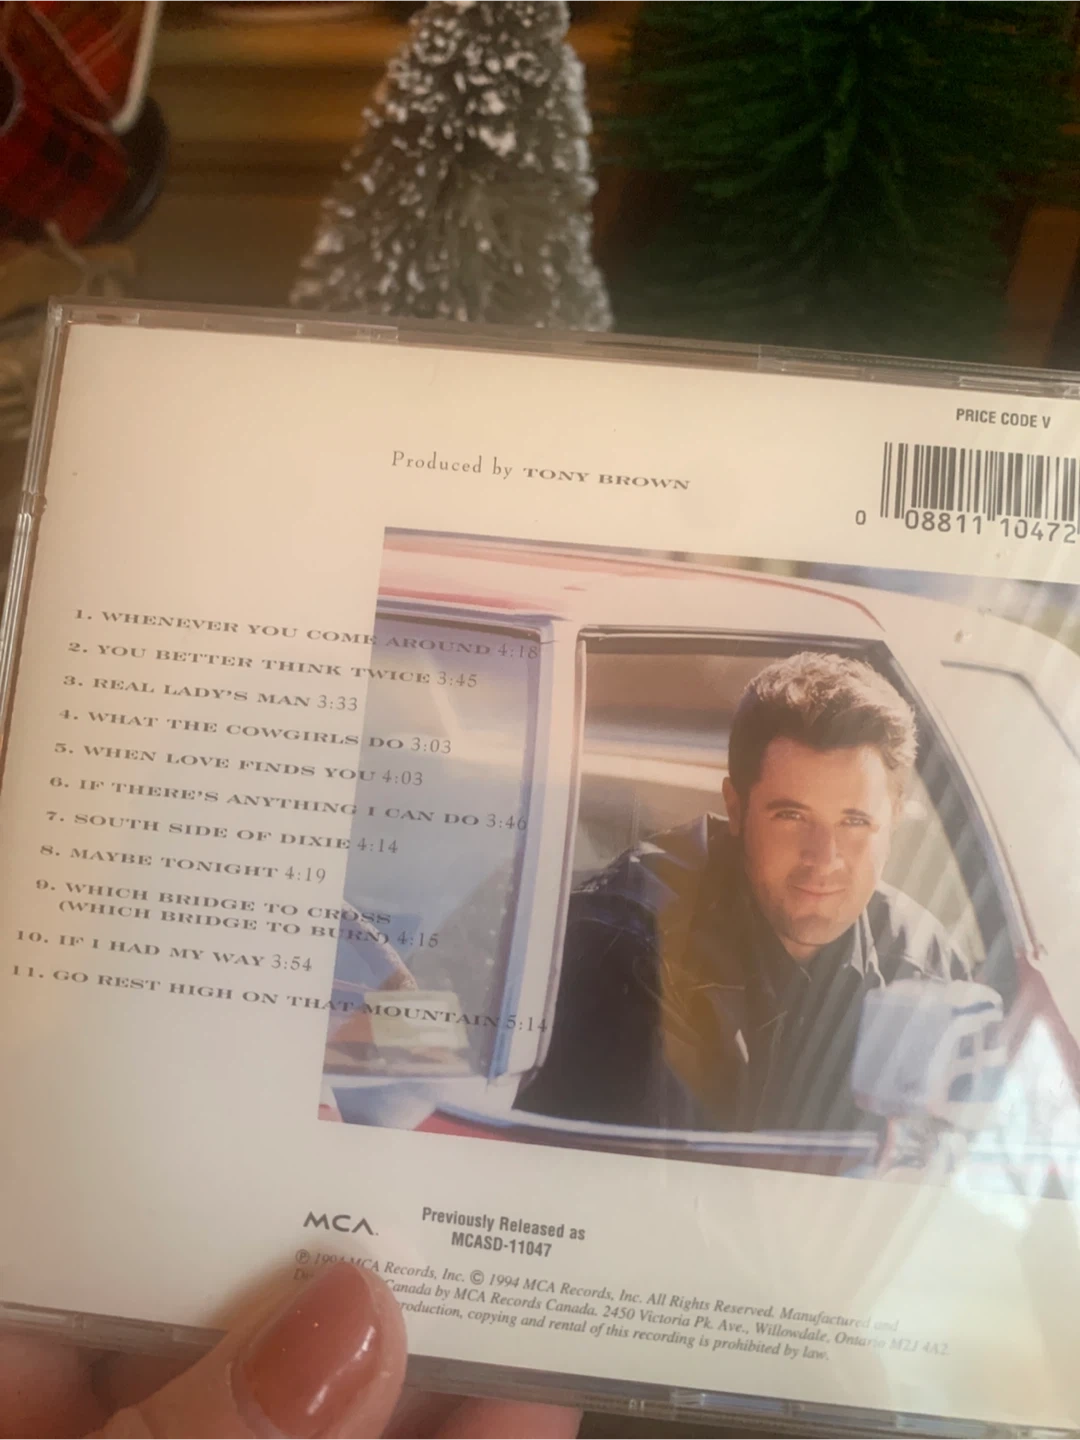 PRICE CODE V
Produced by TONY BROWN
0 08811 10472
1. WHENEVER YOU COME AROUND 4:18
2. YOU BETTER THINK TWICE 3:45
3. REAL LADY'S MAN 3:33
4. WHAT THE COWGIRLS DO 3:03
5. WHEN LOVE FINDS YOU 4:03
6. IF THERE'S ANYTHING I CAN DO 3:46
7. SOUTH SIDE OF DIXIE 4:14
8. MAYBE TONIGHT 4:19
9. WHICH BRIDGE TO CROSS
(WHICH BRIDGE TO BURN) 4:15
10. IF I HAD MY WAY 3:54
11. GO REST HIGH ON THAT MOUNTAIN 5:14
MCA
Previously Released as
MCASD-11047
℗ 1994 MCA Records, Inc. © 1994 MCA Records, Inc. All Rights Reserved. Manufactured and
Canada by MCA Records Canada, 2450 Victoria Pk. Ave., Willowdale, Ontario M2J 4A2.
copying and rental of this recording is prohibited by law.